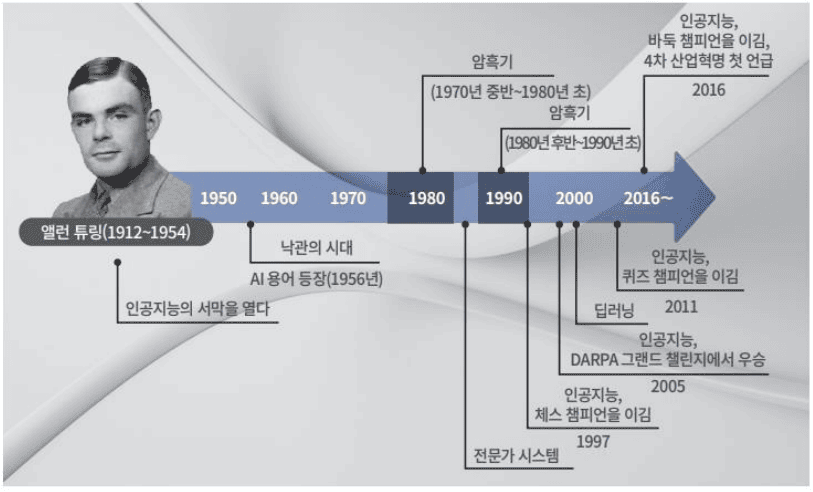 인공지능,
바둑 챔피언을 이김,
4차 산업혁명 첫 언급
2016
암흑기
(1970년 중반~1980년 초)
암흑기
(1980년 후반~1990년 초)
1950 1960 1970 1980 1990 2000 2016~
앨런 튜링(1912~1954)
낙관의 시대
AI 용어 등장(1956년)
인공지능의 서막을 열다
인공지능,
퀴즈 챔피언을 이김
2011
딥러닝
인공지능,
DARPA 그랜드 챌린지에서 우승
2005
인공지능,
체스 챔피언을 이김
1997
전문가 시스템